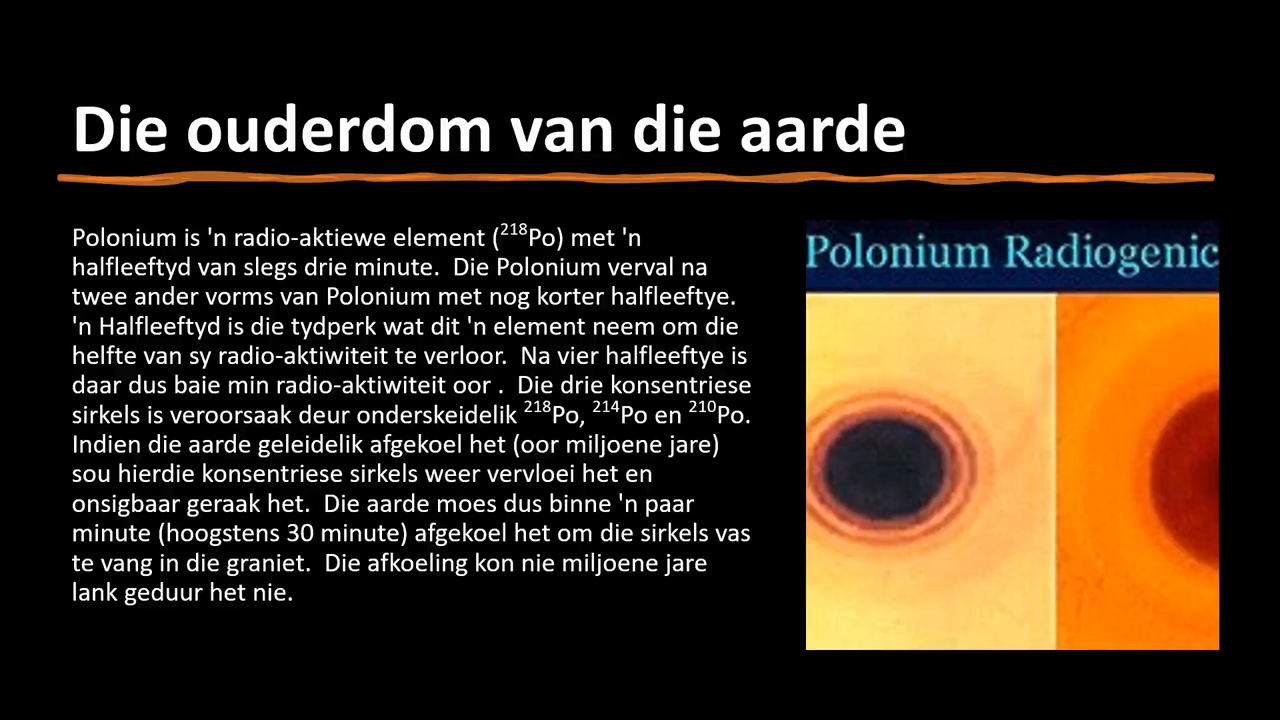 Die ouderdom van die aarde
Polonium is 'n radio-aktiewe element (²¹⁸Po) met 'n
halfleeftyd van slegs drie minute.  Die Polonium verval na
twee ander vorms van Polonium met nog korter halfleeftye.
'n Halfleeftyd is die tydperk wat dit 'n element neem om die
helfte van sy radio-aktiwiteit te verloor.  Na vier halfleeftye is
daar dus baie min radio-aktiwiteit oor .  Die drie konsentriese
sirkels is veroorsaak deur onderskeidelik ²¹⁸Po, ²¹⁴Po en ²¹⁰Po.
Indien die aarde geleidelik afgekoel het (oor miljoene jare)
sou hierdie konsentriese sirkels weer vervloei het en
onsigbaar geraak het.  Die aarde moes dus binne 'n paar
minute (hoogstens 30 minute) afgekoel het om die sirkels vas
te vang in die graniet.  Die afkoeling kon nie miljoene jare
lank geduur het nie.
Polonium Radiogenic